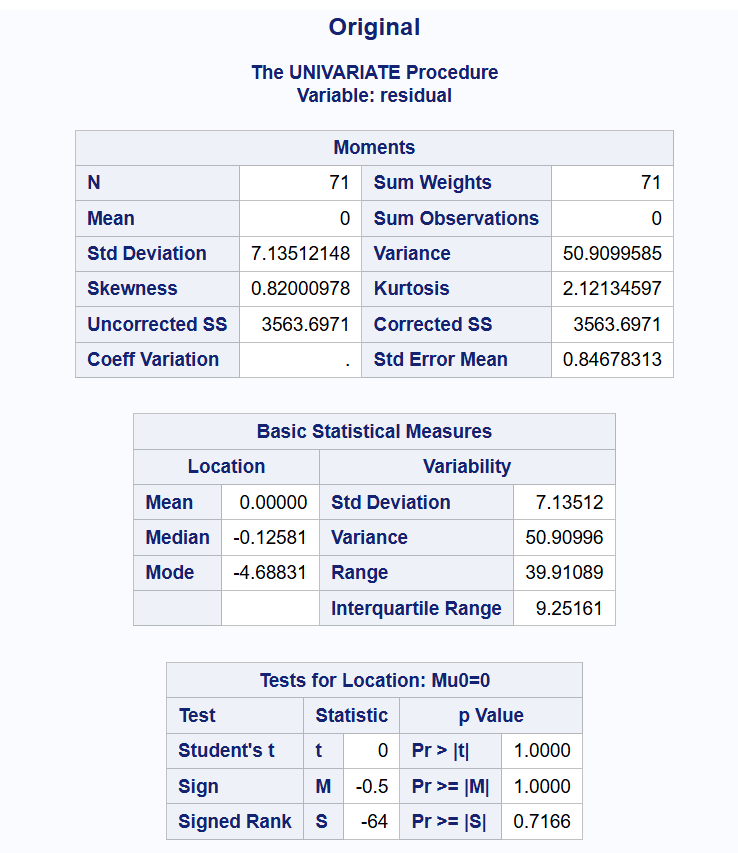 Original
The UNIVARIATE Procedure
Variable: residual
Moments
N 71 Sum Weights 71
Mean 0 Sum Observations 0
Std Deviation 7.13512148 Variance 50.9099585
Skewness 0.82000978 Kurtosis 2.12134597
Uncorrected SS 3563.6971 Corrected SS 3563.6971
Coeff Variation . Std Error Mean 0.84678313
Basic Statistical Measures
Location Variability
Mean 0.00000 Std Deviation 7.13512
Median -0.12581 Variance 50.90996
Mode -4.68831 Range 39.91089
Interquartile Range 9.25161
Tests for Location: Mu0=0
Test Statistic p Value
Student's t t 0 Pr > |t| 1.0000
Sign M -0.5 Pr >= |M| 1.0000
Signed Rank S -64 Pr >= |S| 0.7166